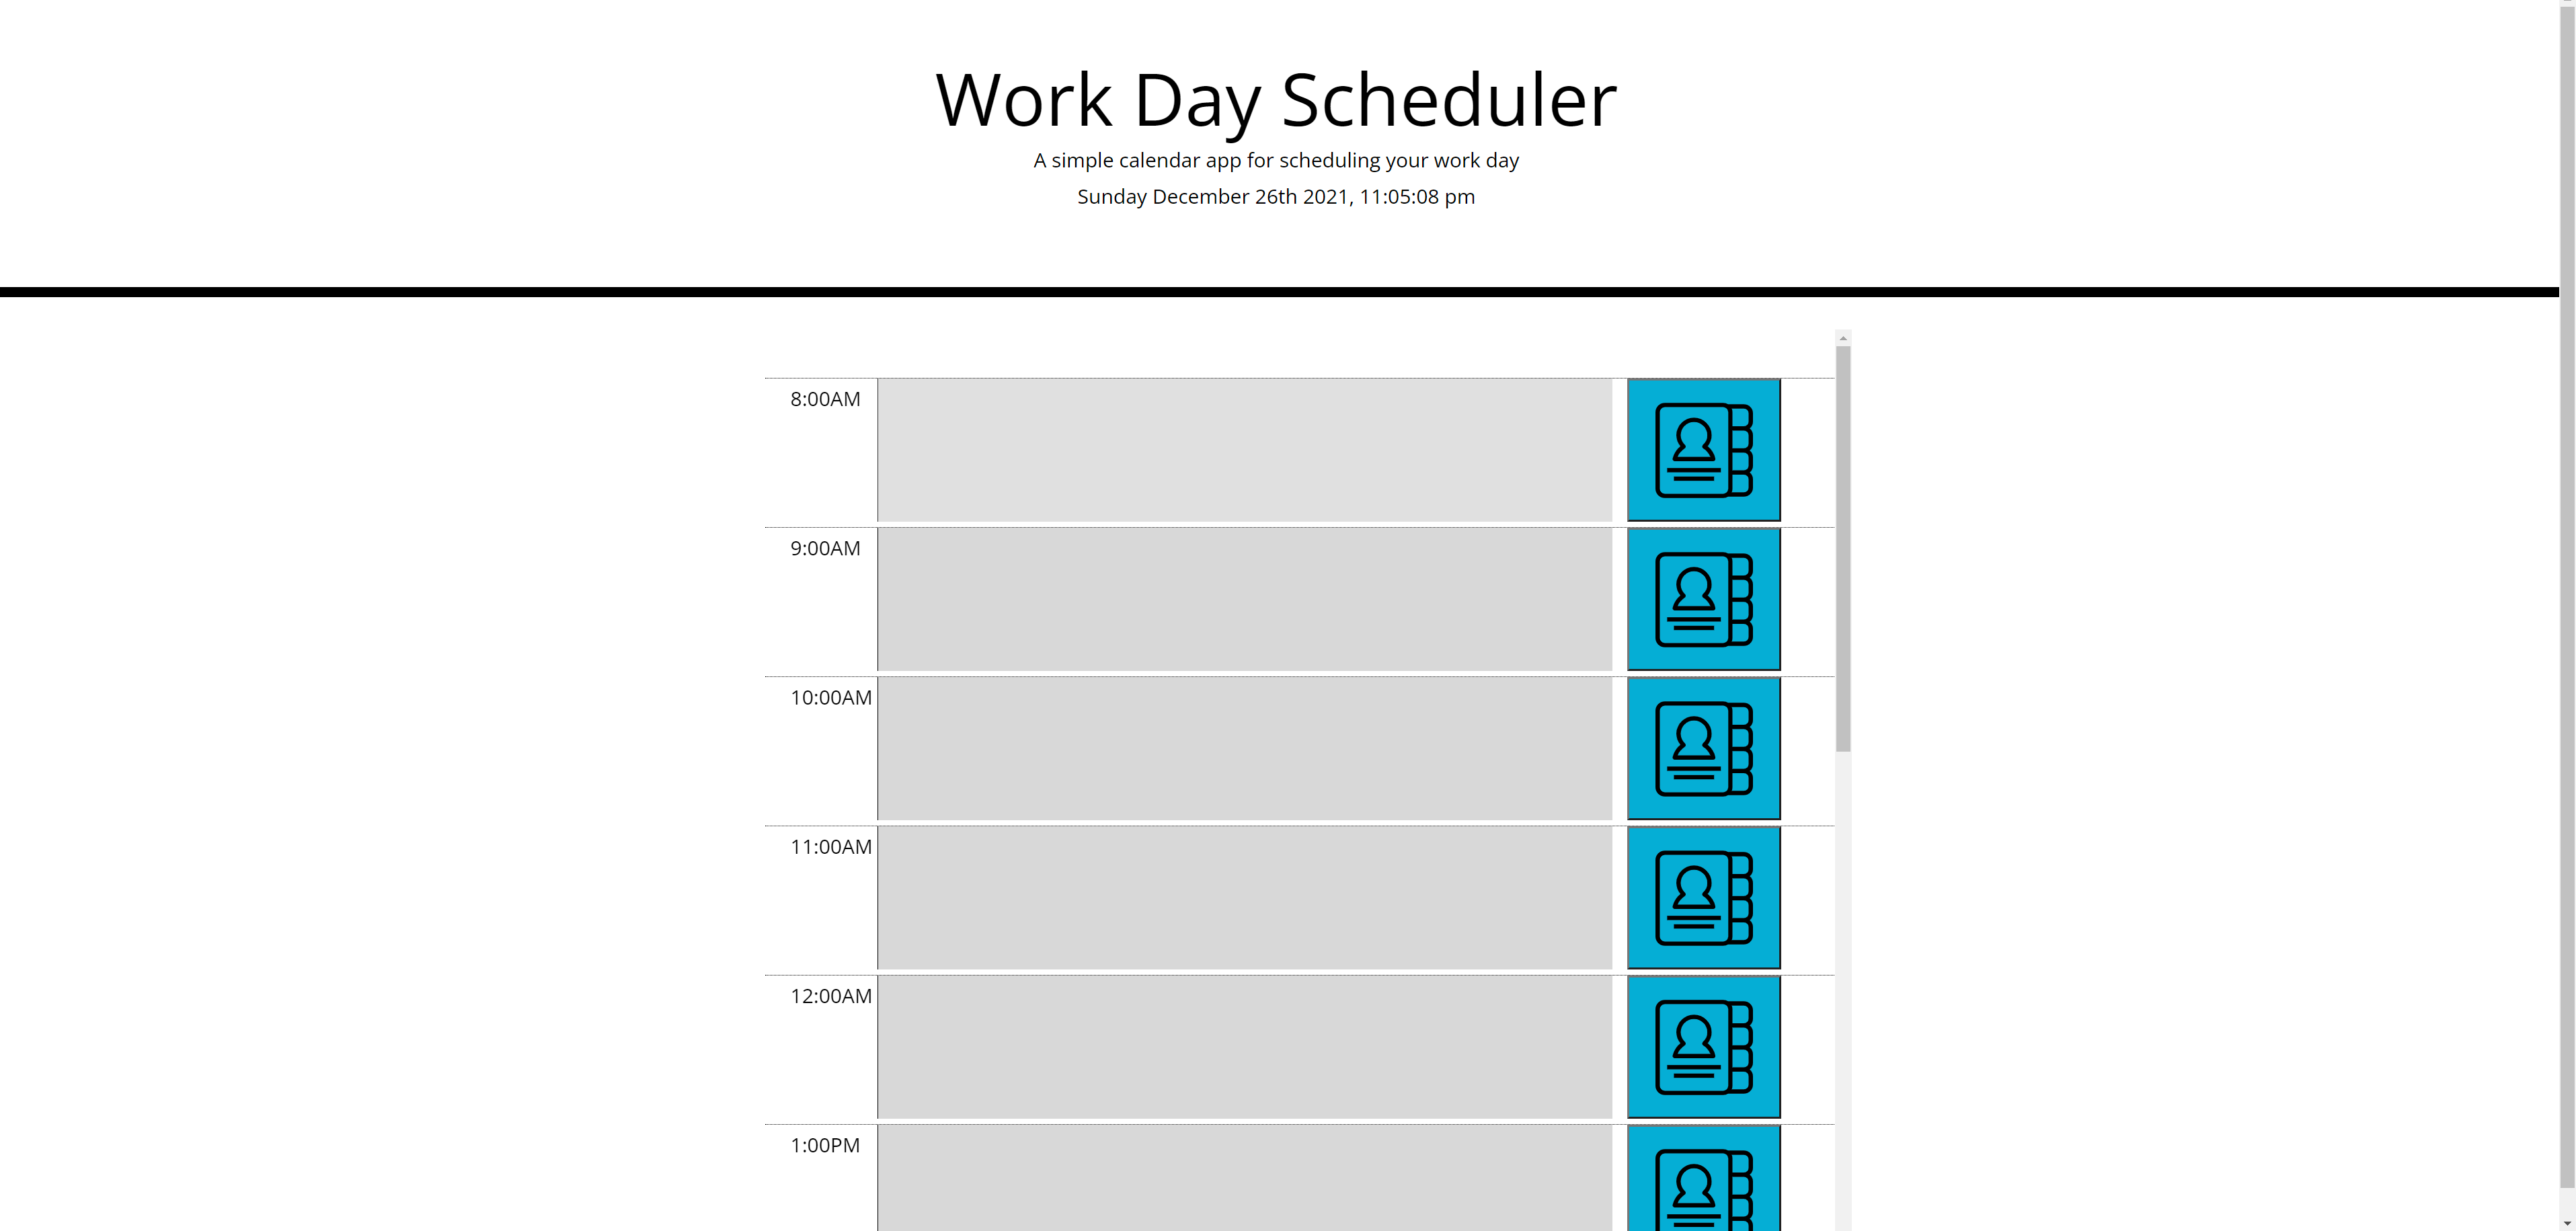 Work Day Scheduler
A simple calendar app for scheduling your work day
Sunday December 26th 2021, 11:05:08 pm
8:00AM
9:00AM
10:00AM
11:00AM
12:00AM
1:00PM